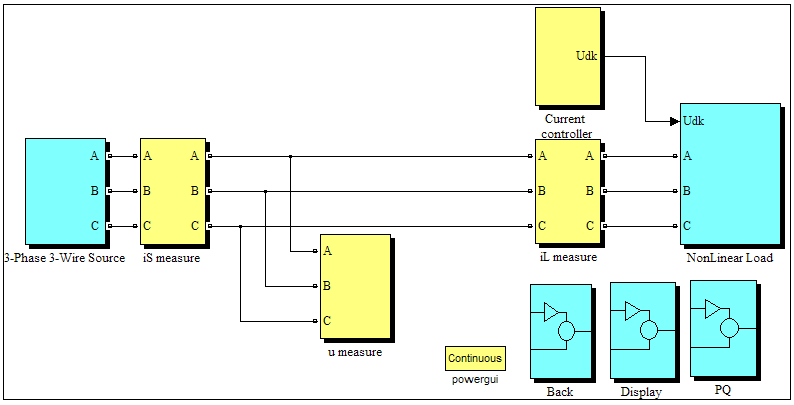 Udk
Current
controller
Udk
A A A A A A
B B B B B B
C C C C C C
3-Phase 3-Wire Source iS measure iL measure NonLinear Load
A
B
C
u measure
Continuous
powergui
Back Display PQ